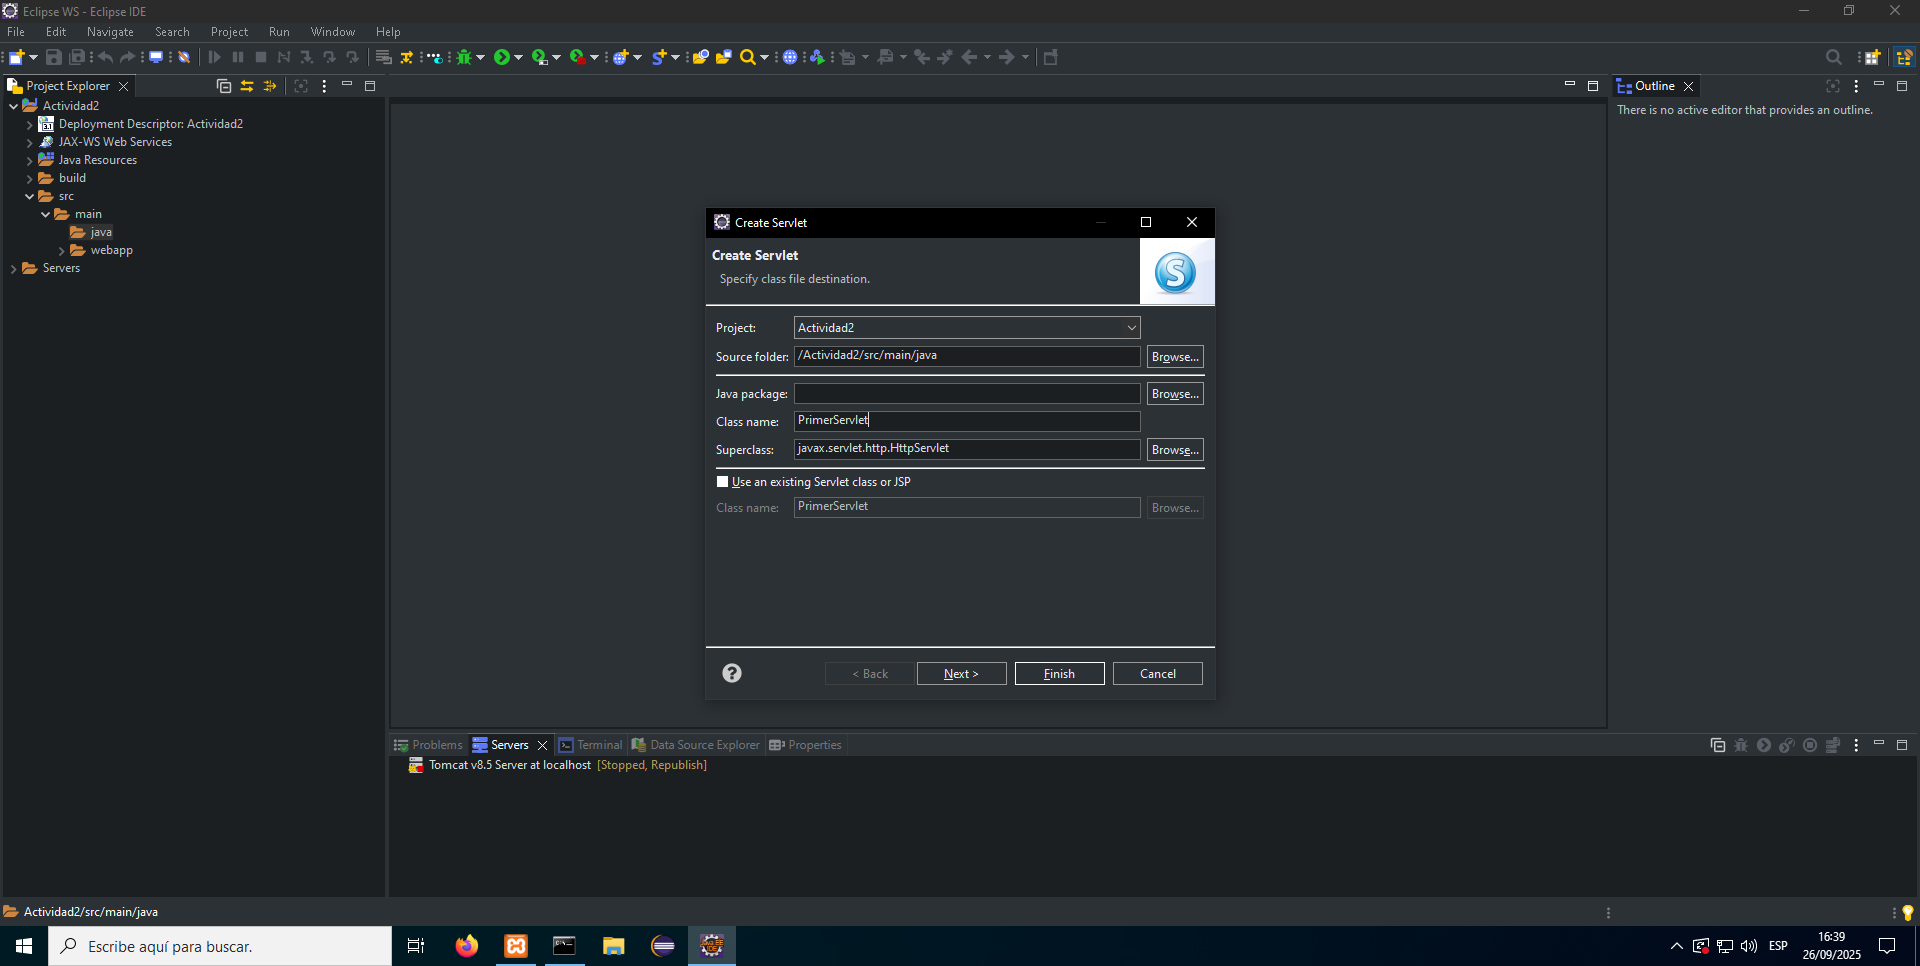 Eclipse WS - Eclipse IDE
File Edit Navigate Search Project Run Window Help
Project Explorer
Outline
Actividad2
There is no active editor that provides an outline.
Deployment Descriptor: Actividad2
JAX-WS Web Services
Java Resources
build
src
main
java
webapp
Servers
Create Servlet
Create Servlet
Specify class file destination.
Project: Actividad2
Source folder: /Actividad2/src/main/java Browse...
Java package: Browse...
Class name: PrimerServlet
Superclass: javax.servlet.http.HttpServlet Browse...
Use an existing Servlet class or JSP
Class name: PrimerServlet Browse...
< Back Next > Finish Cancel
Problems Servers Terminal Data Source Explorer Properties
Tomcat v8.5 Server at localhost [Stopped, Republish]
Actividad2/src/main/java
Escribe aquí para buscar.
ESP
16:39
26/09/2025